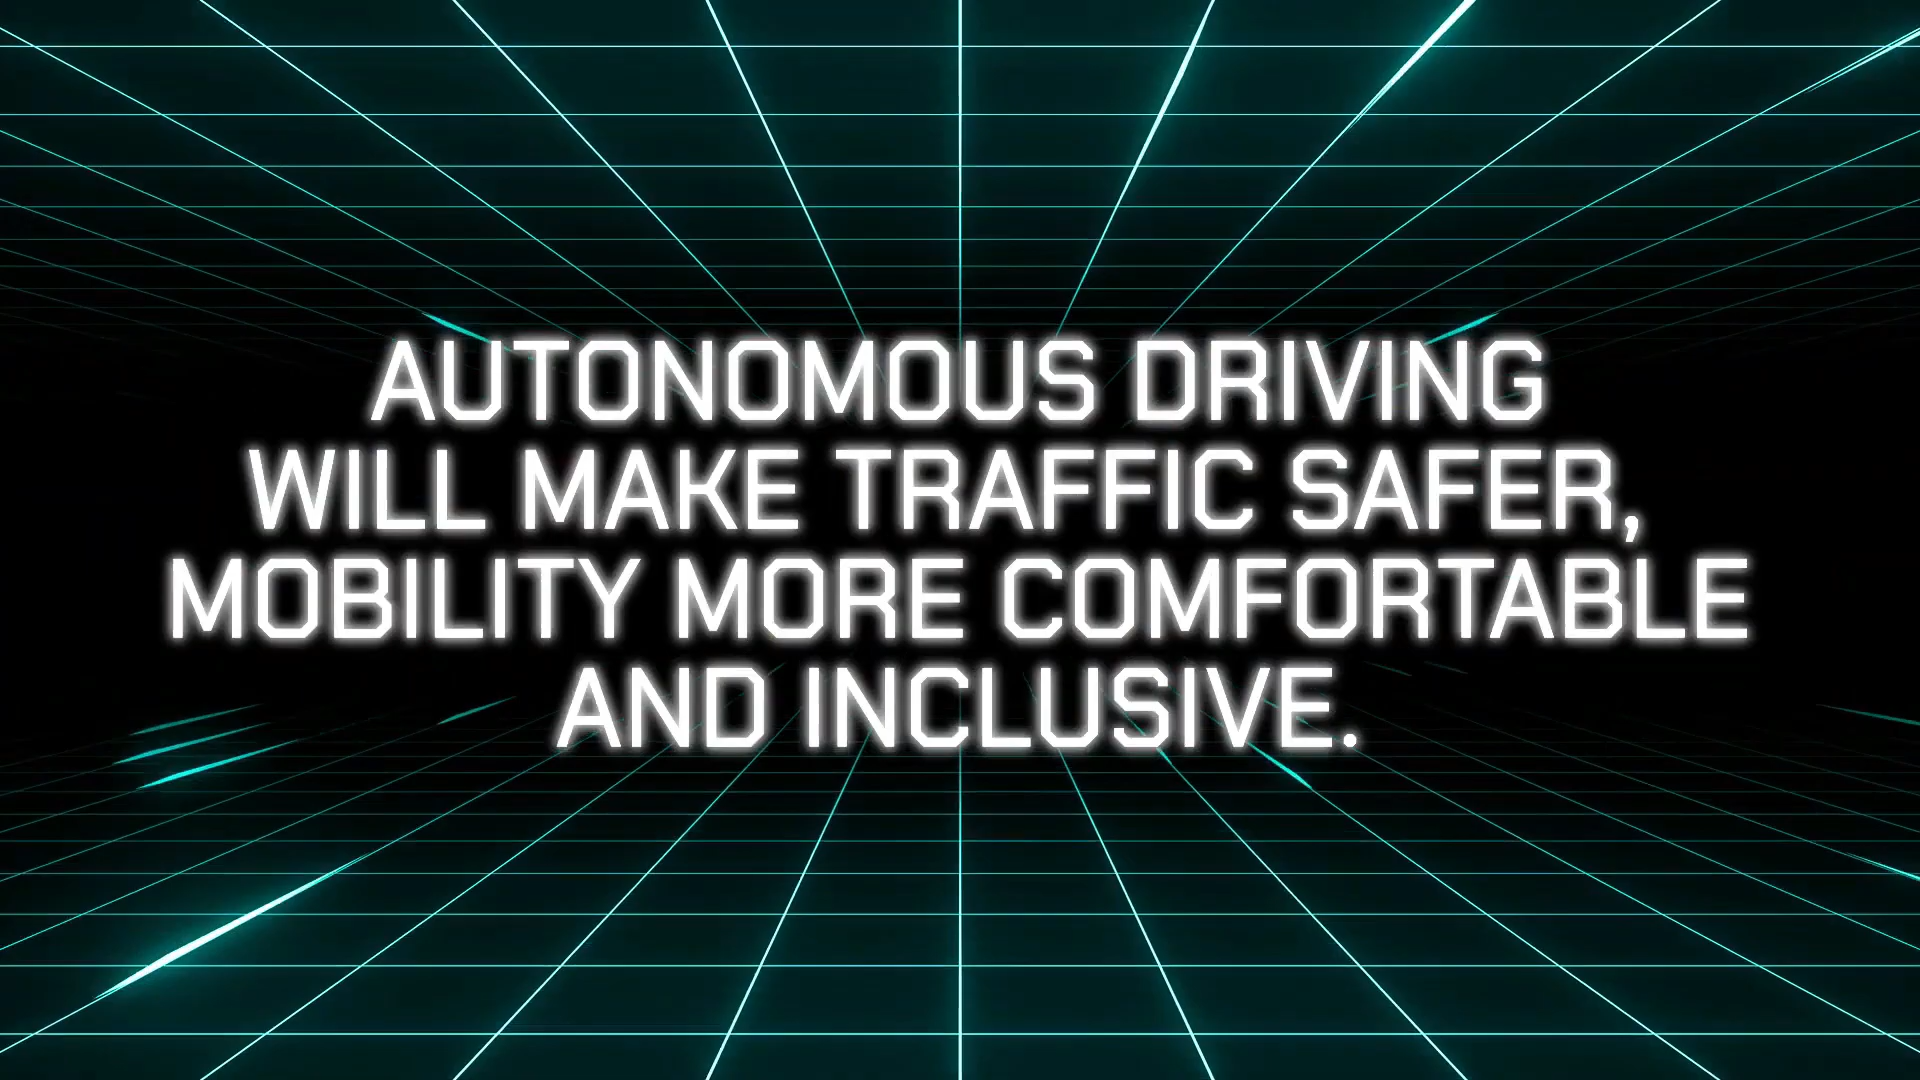 AUTONOMOUS DRIVING
WILL MAKE TRAFFIC SAFER,
MOBILITY MORE COMFORTABLE
AND INCLUSIVE.